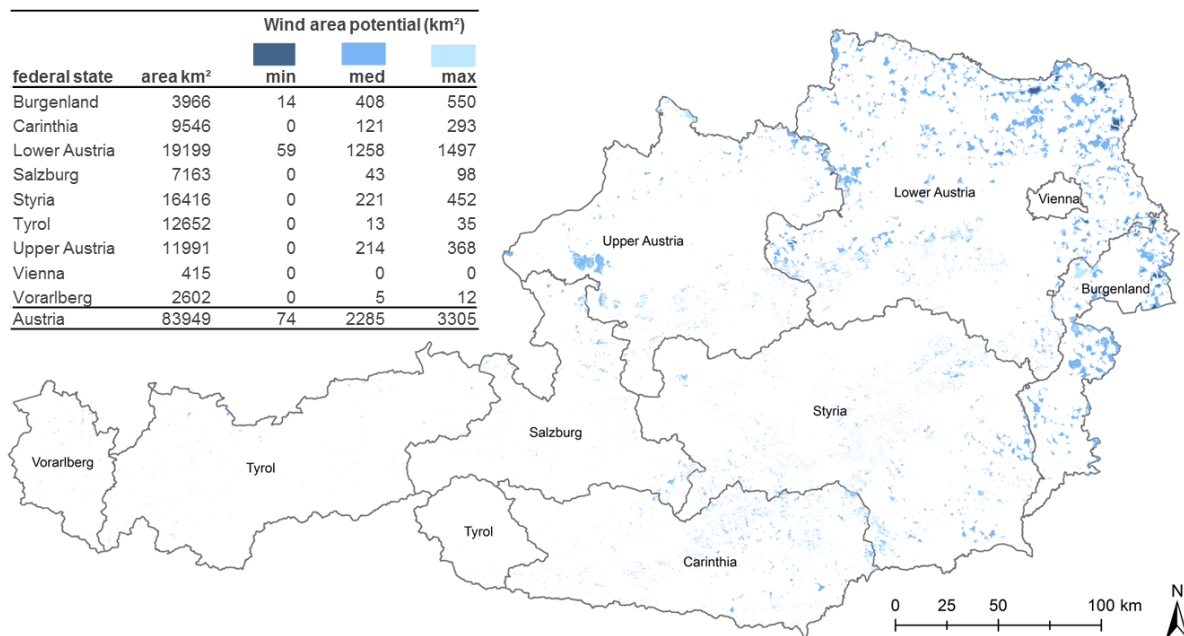 Wind area potential (km²)
federal state area km² min med max
Burgenland 3966 14 408 550
Carinthia 9546 0 121 293
Lower Austria 19199 59 1258 1497
Salzburg 7163 0 43 98
Styria 16416 0 221 452
Tyrol 12652 0 13 35
Upper Austria 11991 0 214 368
Vienna 415 0 0 0
Vorarlberg 2602 0 5 12
Austria 83949 74 2285 3305
Lower Austria
Vienna
Upper Austria
Burgenland
Styria
Salzburg
Vorarlberg
Tyrol
Tyrol
Carinthia
N
0 25 50 100 km